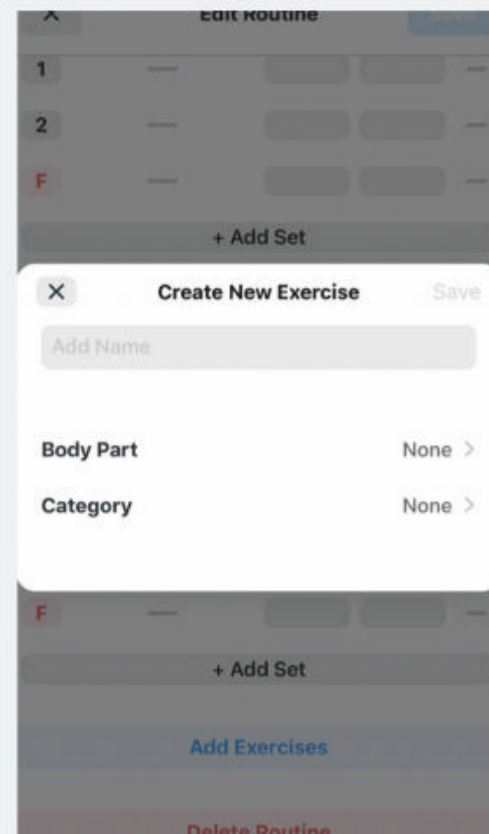 Edit Routine Save
1
2
F
+ Add Set
Create New Exercise Save
Add Name
Body Part None >
Category None >
F
+ Add Set
Add Exercises
Delete Routine